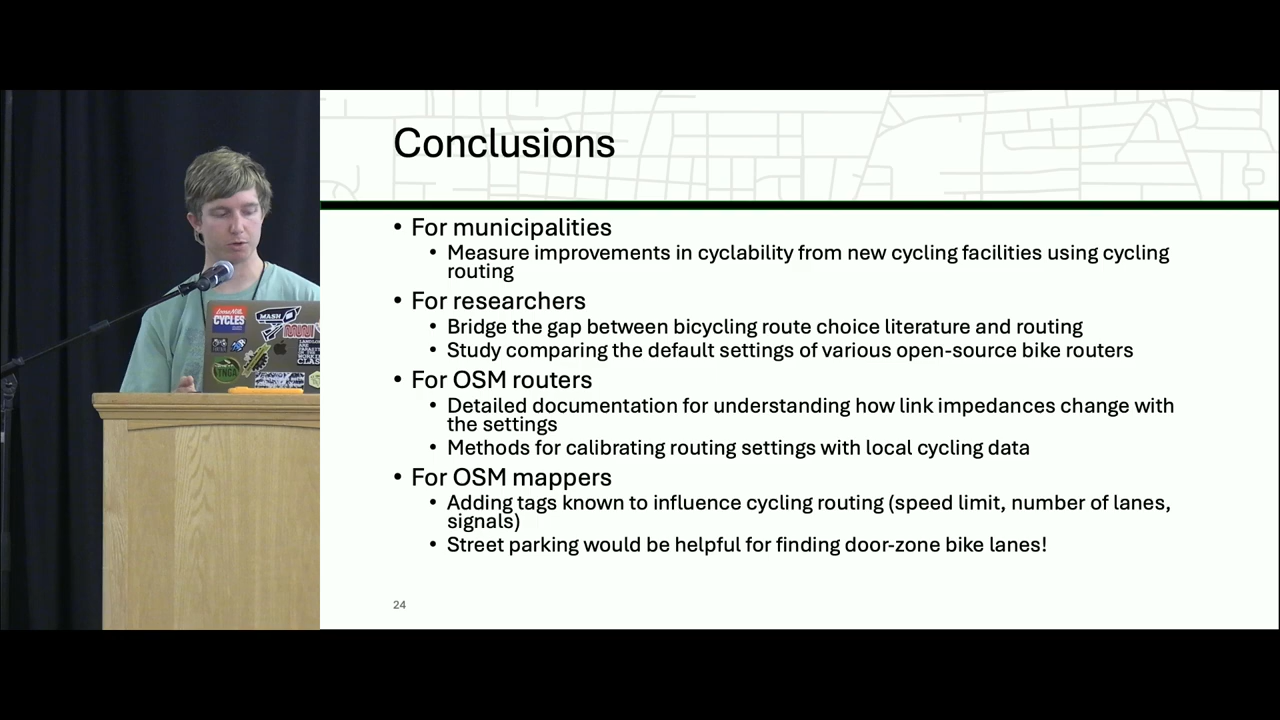 Conclusions
• For municipalities
• Measure improvements in cyclability from new cycling facilities using cycling
routing
• For researchers
• Bridge the gap between bicycling route choice literature and routing
• Study comparing the default settings of various open-source bike routers
• For OSM routers
• Detailed documentation for understanding how link impedances change with
the settings
• Methods for calibrating routing settings with local cycling data
• For OSM mappers
• Adding tags known to influence cycling routing (speed limit, number of lanes,
signals)
• Street parking would be helpful for finding door-zone bike lanes!
24
CYCLES
MASH